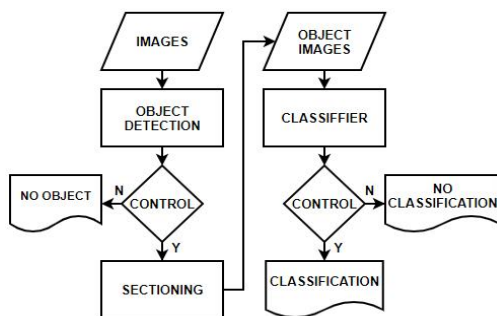 IMAGES
OBJECT
DETECTION
N
NO OBJECT
CONTROL
Y
SECTIONING
OBJECT
IMAGES
CLASSIFFIER
CONTROL
N
NO
CLASSIFICATION
Y
CLASSIFICATION